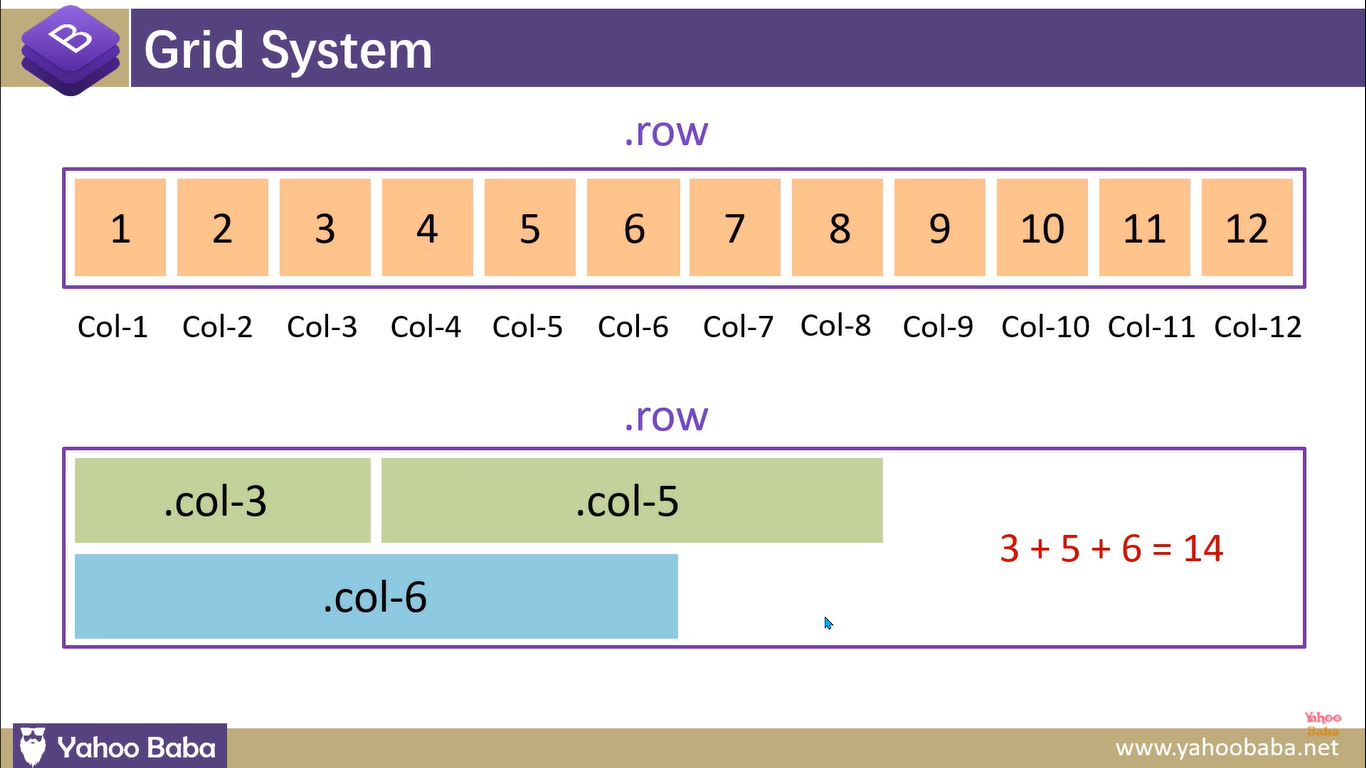 B
Grid System
.row
1 2 3 4 5 6 7 8 9 10 11 12
Col-1 Col-2 Col-3 Col-4 Col-5 Col-6 Col-7 Col-8 Col-9 Col-10 Col-11 Col-12
.row
.col-3 .col-5
3 + 5 + 6 = 14
.col-6
Yahoo
Baba
Yahoo Baba
www.yahoobaba.net